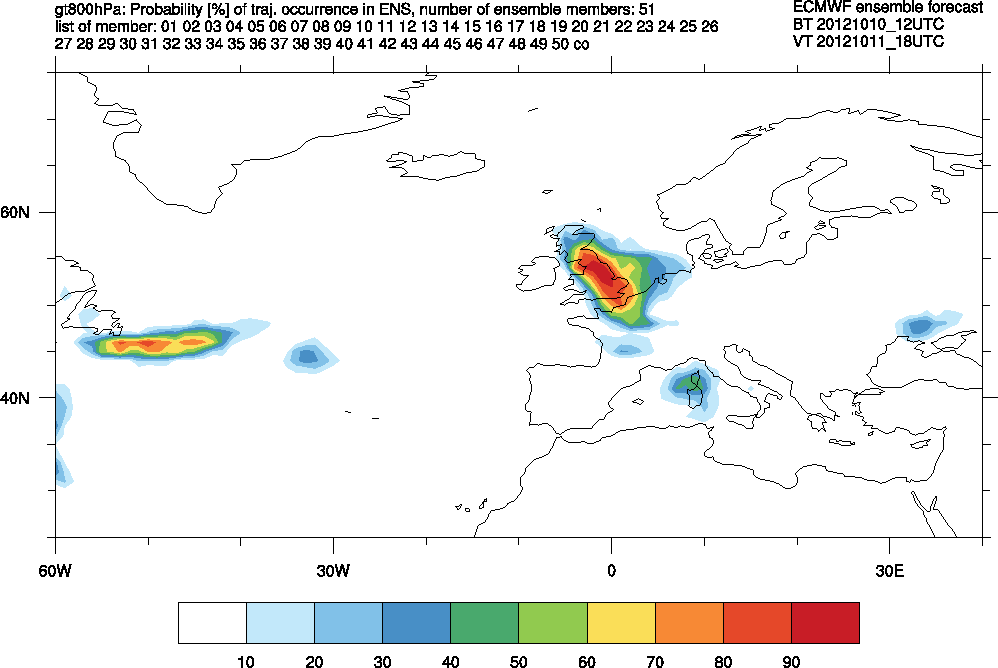 gt800hPa: Probability [%] of traj. occurrence in ENS, number of ensemble members: 51
list of member: 01 02 03 04 05 06 07 08 09 10 11 12 13 14 15 16 17 18 19 20 21 22 23 24 25 26
27 28 29 30 31 32 33 34 35 36 37 38 39 40 41 42 43 44 45 46 47 48 49 50 co
ECMWF ensemble forecast
BT 20121010_12UTC
VT 20121011_18UTC
60N
40N
60W 30W 0 30E
10 20 30 40 50 60 70 80 90